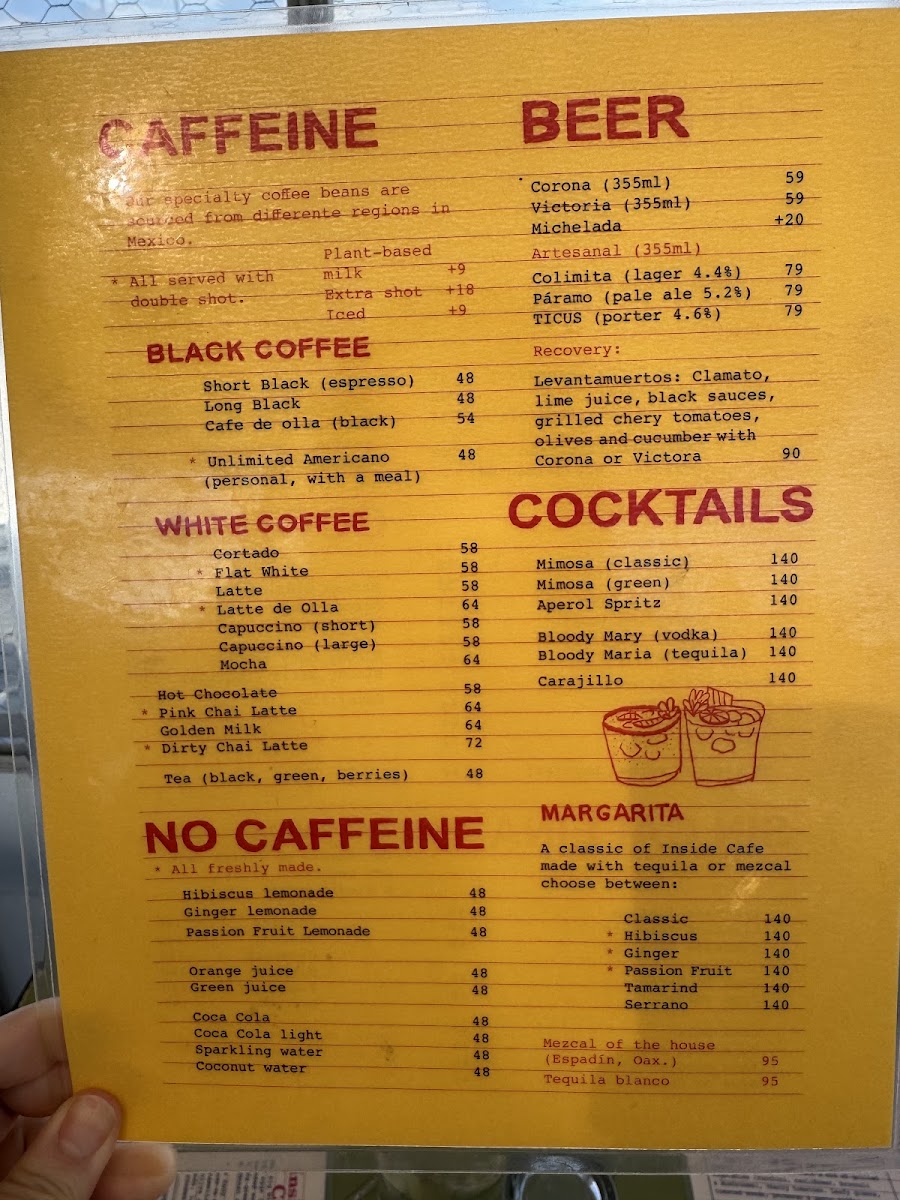 CAFFEINE
Our specialty coffee beans are
sourced from differente regions in
Mexico.
* All served with
double shot.
Plant-based
milk +9
Extra shot +18
Iced +9
BLACK COFFEE
Short Black (espresso) 48
Long Black 48
Cafe de olla (black) 54
* Unlimited Americano 48
(personal, with a meal)
WHITE COFFEE
Cortado 58
* Flat White 58
Latte 58
* Latte de Olla 64
Capuccino (short) 58
Capuccino (large) 58
Mocha 64
Hot Chocolate 58
* Pink Chai Latte 64
Golden Milk 64
* Dirty Chai Latte 72
Tea (black, green, berries) 48
NO CAFFEINE
* All freshly made.
Hibiscus lemonade 48
Ginger lemonade 48
Passion Fruit Lemonade 48
Orange juice 48
Green juice 48
Coca Cola 48
Coca Cola light 48
Sparkling water 48
Coconut water 48
BEER
Corona (355ml) 59
Victoria (355ml) 59
Michelada +20
Artesanal (355ml)
Colimita (lager 4.4%) 79
Páramo (pale ale 5.2%) 79
TICUS (porter 4.6%) 79
Recovery:
Levantamuertos: Clamato,
lime juice, black sauces,
grilled chery tomatoes,
olives and cucumber with
Corona or Victora 90
COCKTAILS
Mimosa (classic) 140
Mimosa (green) 140
Aperol Spritz 140
Bloody Mary (vodka) 140
Bloody Maria (tequila) 140
Carajillo 140
MARGARITA
A classic of Inside Cafe
made with tequila or mezcal
choose between:
Classic 140
* Hibiscus 140
* Ginger 140
* Passion Fruit 140
Tamarind 140
Serrano 140
Mezcal of the house
(Espadín, Oax.) 95
Tequila blanco 95